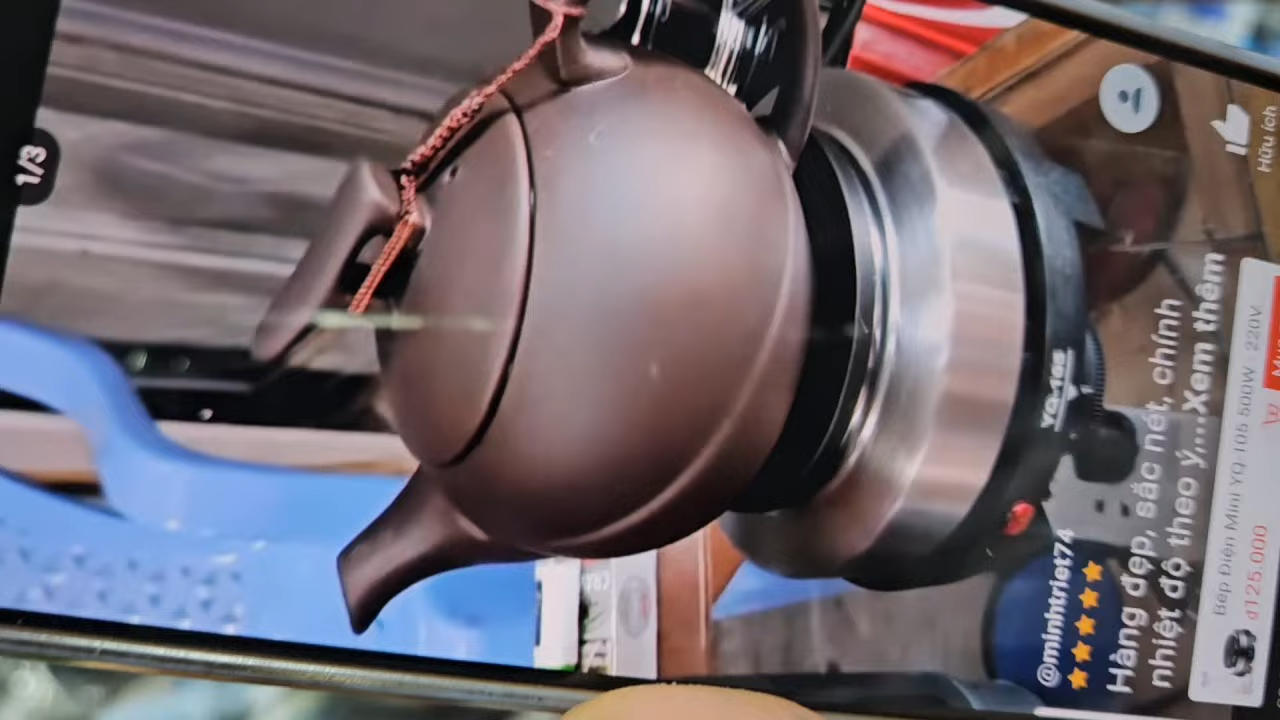 1/3
YQ-105
Hữu ích
@minhtriet74
Hàng đẹp, sắc nét, chính
nhiệt độ theo ý,...Xem thêm
Bếp Điện Mini YQ-105 500W 220V
đ125.000